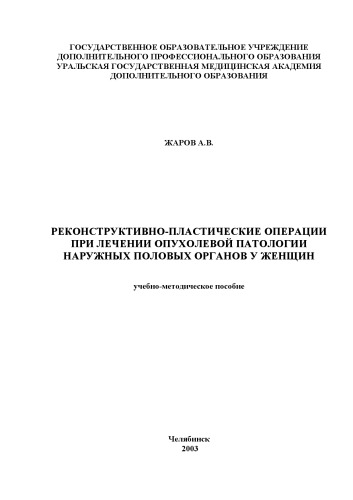 ГОСУДАРСТВЕННОЕ ОБРАЗОВАТЕЛЬНОЕ УЧРЕЖДЕНИЕ
ДОПОЛНИТЕЛЬНОГО ПРОФЕССИОНАЛЬНОГО ОБРАЗОВАНИЯ
УРАЛЬСКАЯ ГОСУДАРСТВЕННАЯ МЕДИЦИНСКАЯ АКАДЕМИЯ
ДОПОЛНИТЕЛЬНОГО ОБРАЗОВАНИЯ
ЖАРОВ А.В.
РЕКОНСТРУКТИВНО-ПЛАСТИЧЕСКИЕ ОПЕРАЦИИ
ПРИ ЛЕЧЕНИИ ОПУХОЛЕВОЙ ПАТОЛОГИИ
НАРУЖНЫХ ПОЛОВЫХ ОРГАНОВ У ЖЕНЩИН
учебно-методическое пособие
Челябинск
2003